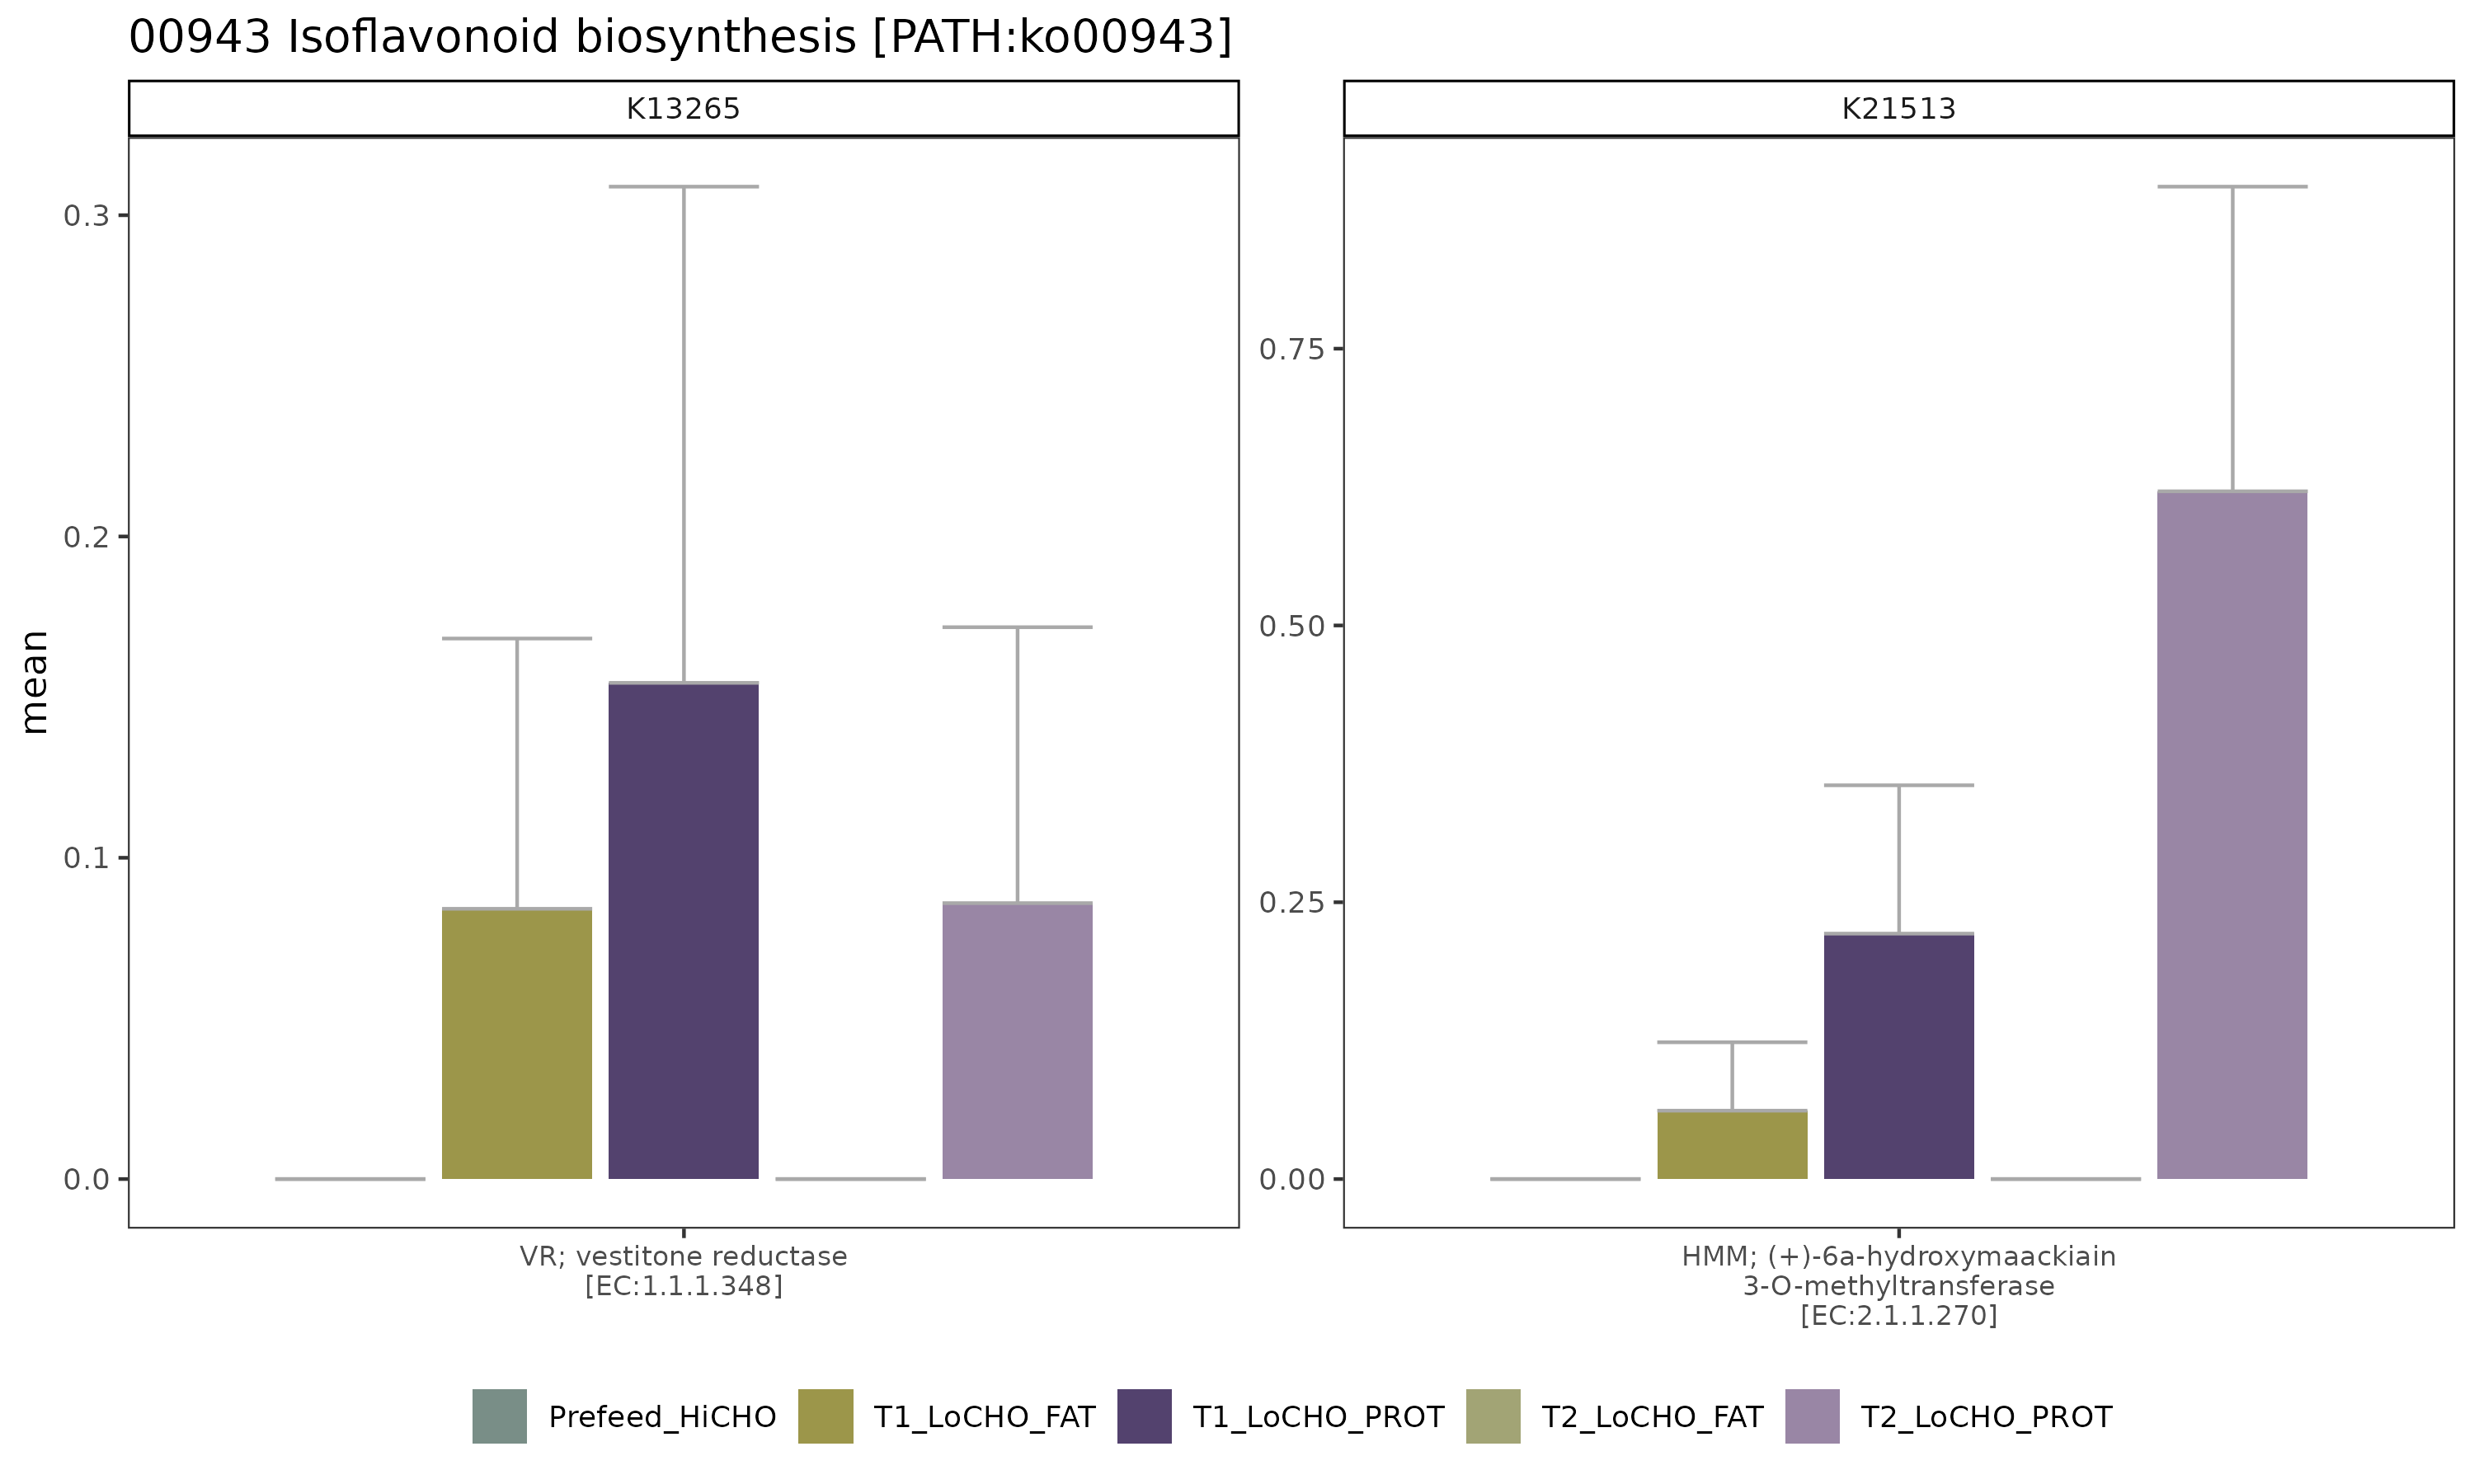 00943 Isoflavonoid biosynthesis [PATH:ko00943]
K13265
K21513
mean
0.3
0.2
0.1
0.0
0.75
0.50
0.25
0.00
VR; vestitone reductase
[EC:1.1.1.348]
HMM; (+)-6a-hydroxymaackiain
3-O-methyltransferase
[EC:2.1.1.270]
Prefeed_HiCHO
T1_LoCHO_FAT
T1_LoCHO_PROT
T2_LoCHO_FAT
T2_LoCHO_PROT